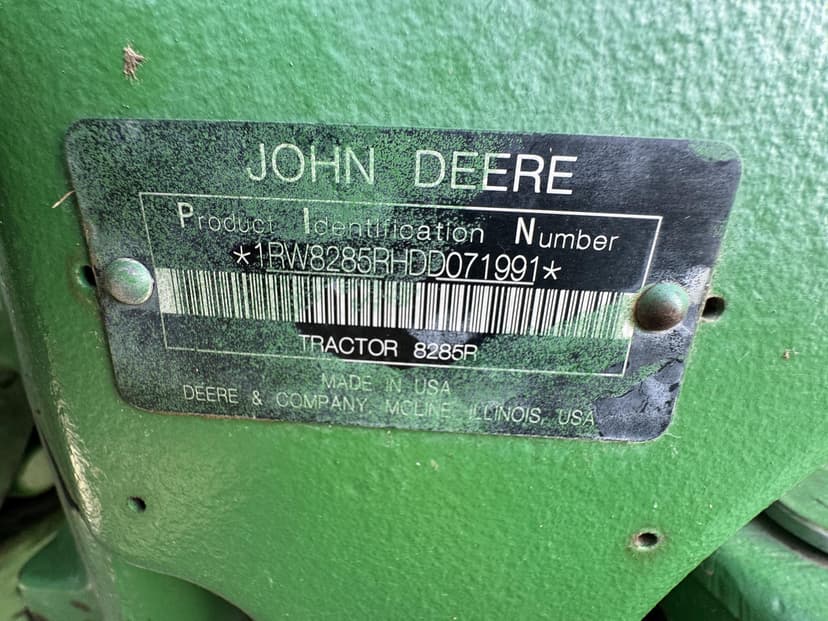 JOHN DEERE
Product Identification Number
*1RW8285RHDD071991*
TRACTOR 8285R
MADE IN USA
DEERE & COMPANY, MOLINE, ILLINOIS, USA